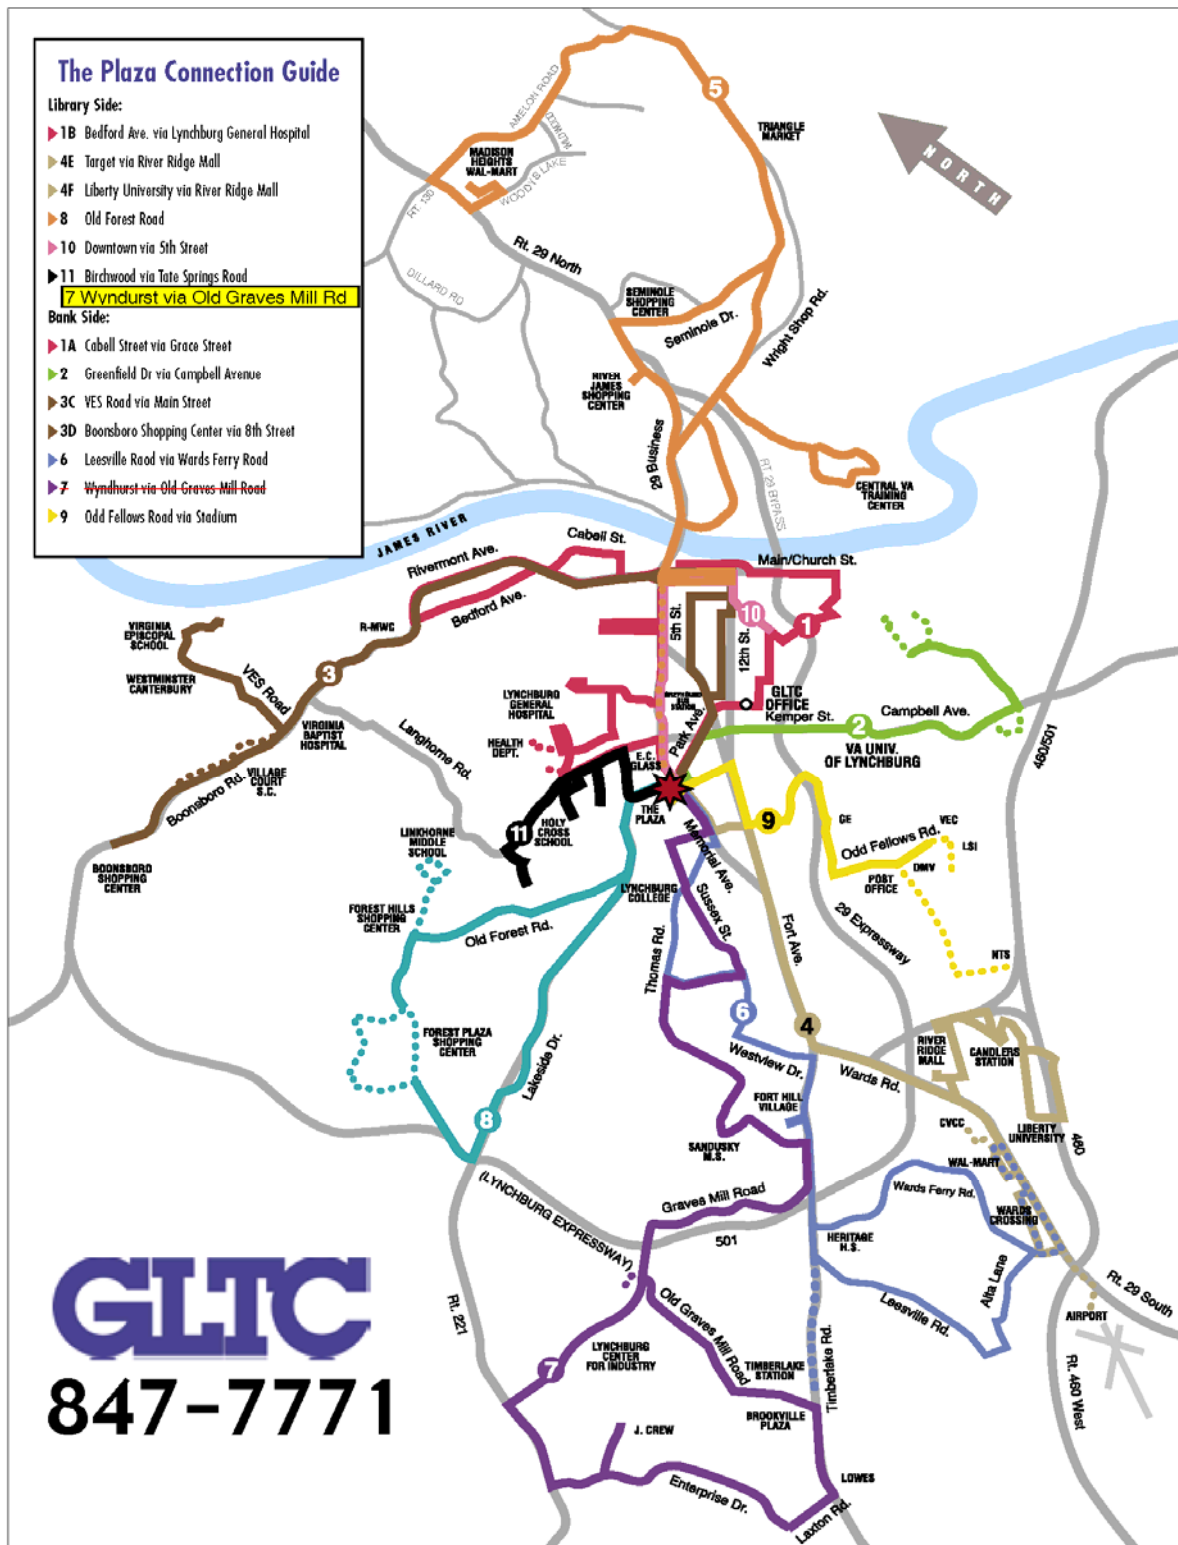 The Plaza Connection Guide
Library Side:
1B Bedford Ave. via Lynchburg General Hospital
4E Target via River Ridge Mall
4F Liberty University via River Ridge Mall
8 Old Forest Road
10 Downtown via 5th Street
11 Birchwood via Tate Springs Road
7 Wyndurst via Old Graves Mill Rd
Bank Side:
1A Cabell Street via Grace Street
2 Greenfield Dr via Campbell Avenue
3C VES Road via Main Street
3D Boonsboro Shopping Center via 8th Street
6 Leesville Raod via Wards Ferry Road
7 Wyndhurst via Old Graves Mill Road
9 Odd Fellows Road via Stadium
NORTH
5
AMELON ROAD
MADISON
HEIGHTS
WAL-MART
WOODYS LAKE
RT. 130
TRIANGLE
MARKET
Rt. 29 North
DILLARD RD
SEMINOLE
SHOPPING
CENTER
Seminole Dr.
Wright Shop Rd.
RIVER
JAMES
SHOPPING
CENTER
29 Business
RT. 29 BYPASS
CENTRAL VA
TRAINING
CENTER
JAMES RIVER
Cabell St.
Rivermont Ave.
Bedford Ave.
Main/Church St.
R-MWC
VIRGINIA
EPISCOPAL
SCHOOL
WESTMINSTER
CANTERBURY
VES Road
3
VIRGINIA
BAPTIST
HOSPITAL
VILLAGE
COURT
S.C.
Boonsboro Rd.
BOONSBORO
SHOPPING
CENTER
Langhorne Rd.
5th St.
10
12th St.
1
LYNCHBURG
GENERAL
HOSPITAL
HEALTH
DEPT.
GREYHOUND
BUS
STATION
GLTC
OFFICE
Kemper St.
Campbell Ave.
2
VA UNIV.
OF LYNCHBURG
460/501
Park Ave.
E.C.
GLASS
THE
PLAZA
11
HOLY
CROSS
SCHOOL
LINKHORNE
MIDDLE
SCHOOL
9
GE
VEC
LSI
Odd Fellows Rd.
DMV
POST
OFFICE
NTS
Memorial Ave.
LYNCHBURG
COLLEGE
Sussex St.
Thomas Rd.
Fort Ave.
29 Expressway
FOREST HILLS
SHOPPING
CENTER
Old Forest Rd.
FOREST PLAZA
SHOPPING
CENTER
Lakeside Dr.
8
6
4
Westview Dr.
Wards Rd.
RIVER
RIDGE
MALL
CANDLERS
STATION
LIBERTY
UNIVERSITY
460
CVCC
WAL-MART
FORT HILL
VILLAGE
SANDUSKY
M.S.
Wards Ferry Rd.
WARDS
CROSSING
(LYNCHBURG EXPRESSWAY)
Graves Mill Road
501
HERITAGE
H.S.
Leesville Rd.
Alta Lane
Rt. 29 South
AIRPORT
Rt. 460 West
Rt. 221
Old Graves Mill Road
LYNCHBURG
CENTER
FOR INDUSTRY
7
TIMBERLAKE
STATION
Timberlake Rd.
BROOKVILLE
PLAZA
J. CREW
Enterprise Dr.
LOWES
Laxton Rd.
GLTC
847-7771